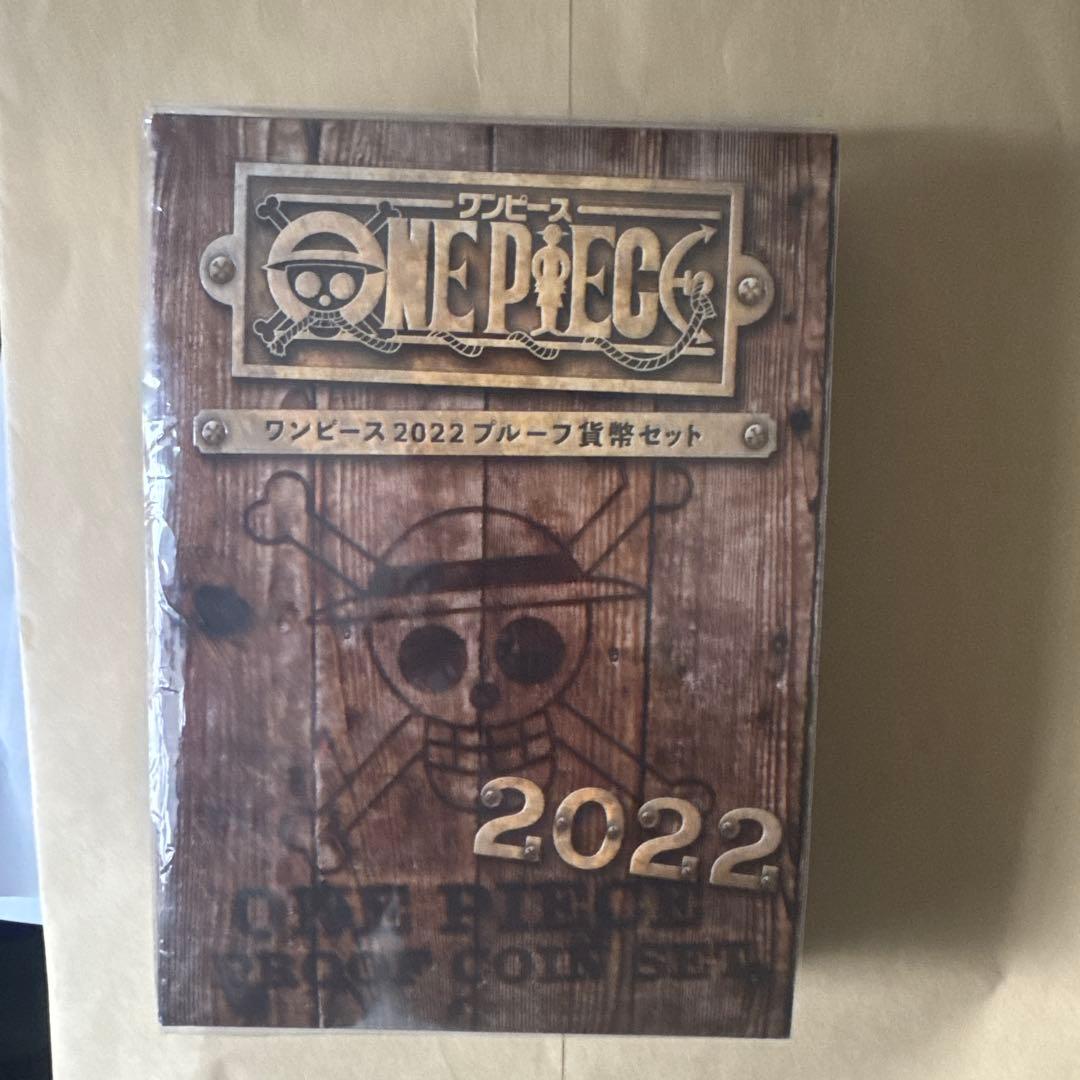 ワンピース
ONE PIECE
ワンピース2022プルーフ貨幣セット
2022
ONE PIECE
PROOF COIN SET